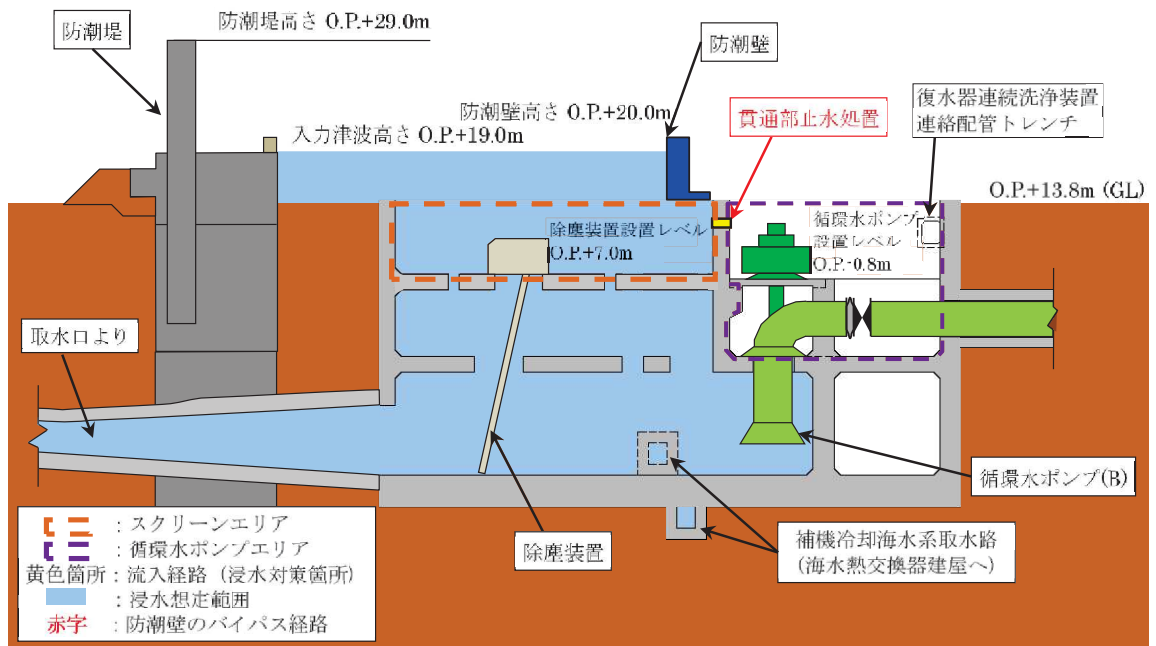 防潮堤高さ O.P.+29.0m
防潮堤
防潮壁
防潮壁高さ O.P.+20.0m
入力津波高さ O.P.+19.0m
貫通部止水処置
復水器連続洗浄装置
連絡配管トレンチ
O.P.+13.8m (GL)
除塵装置設置レベル
O.P.+7.0m
循環水ポンプ
設置レベル
O.P.-0.8m
取水口より
循環水ポンプ(B)
除塵装置
補機冷却海水系取水路
(海水熱交換器建屋へ)
：スクリーンエリア
：循環水ポンプエリア
黄色箇所：流入経路（浸水対策箇所）
：浸水想定範囲
赤字 ：防潮壁のバイパス経路